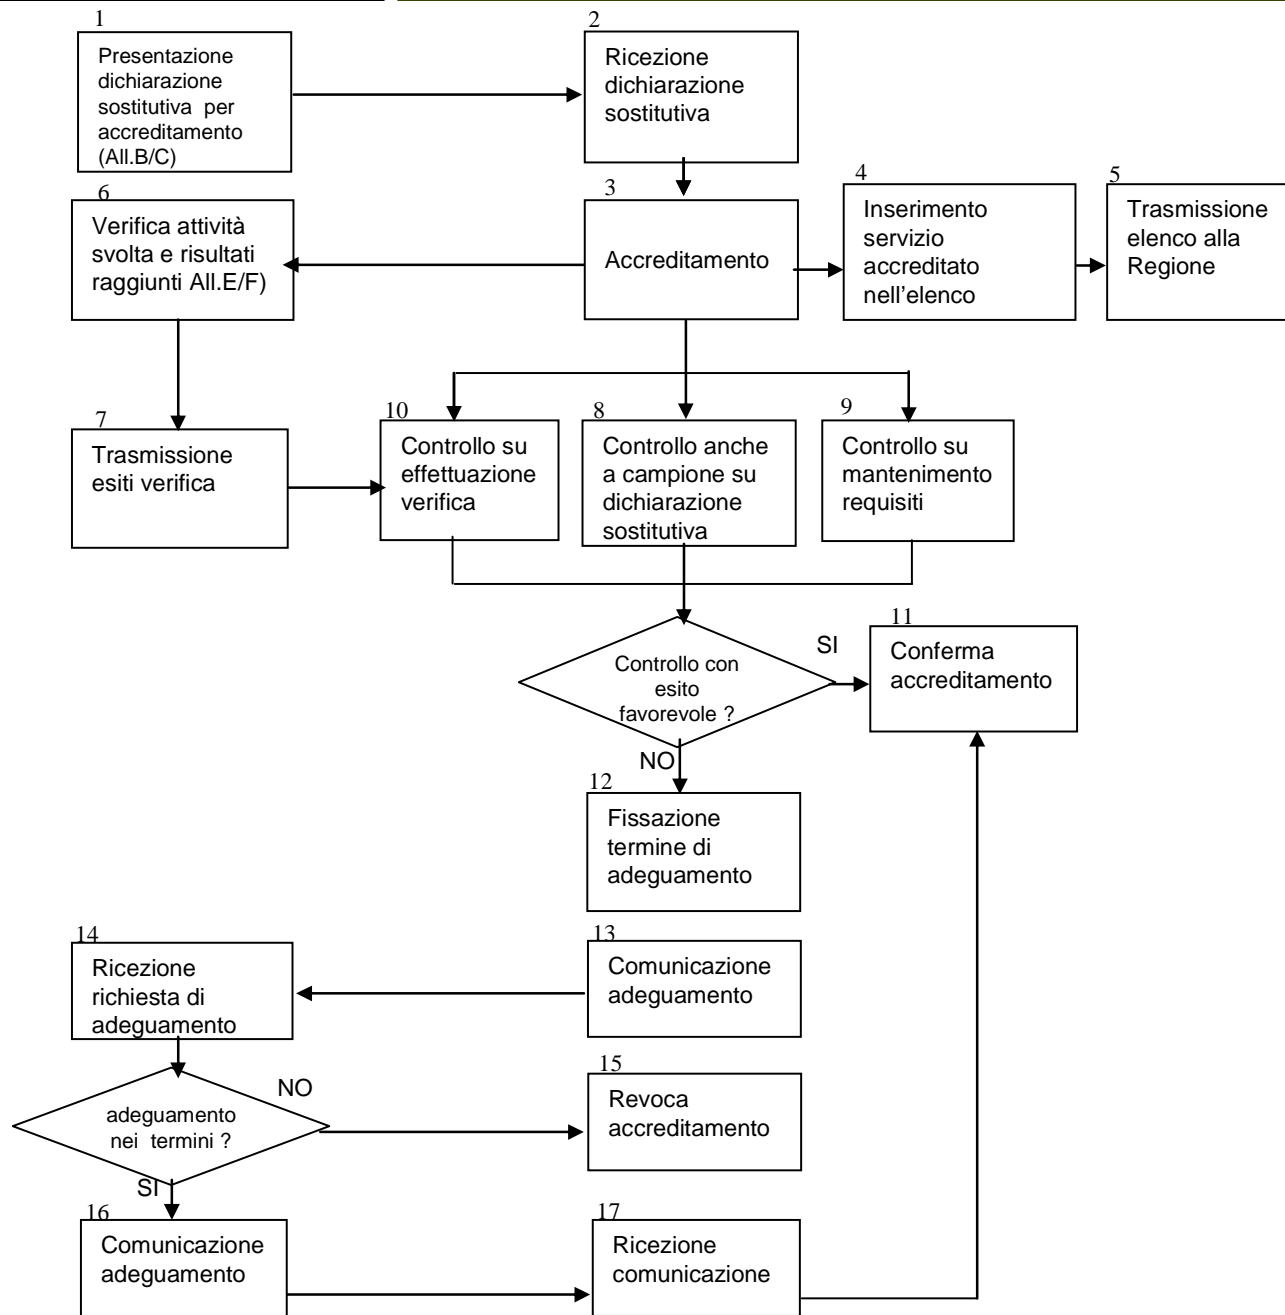 1
Presentazione
dichiarazione
sostitutiva per
accreditamento
(All.B/C)
2
Ricezione
dichiarazione
sostitutiva
3
Accreditamento
4
Inserimento
servizio
accreditato
nell'elenco
5
Trasmissione
elenco alla
Regione
6
Verifica attività
svolta e risultati
raggiunti All.E/F)
7
Trasmissione
esiti verifica
10
Controllo su
effettuazione
verifica
8
Controllo anche
a campione su
dichiarazione
sostitutiva
9
Controllo su
mantenimento
requisiti
Controllo con
esito
favorevole ?
SI
11
Conferma
accreditamento
NO
12
Fissazione
termine di
adeguamento
13
Comunicazione
adeguamento
14
Ricezione
richiesta di
adeguamento
adeguamento
nei termini ?
NO
15
Revoca
accreditamento
SI
16
Comunicazione
adeguamento
17
Ricezione
comunicazione